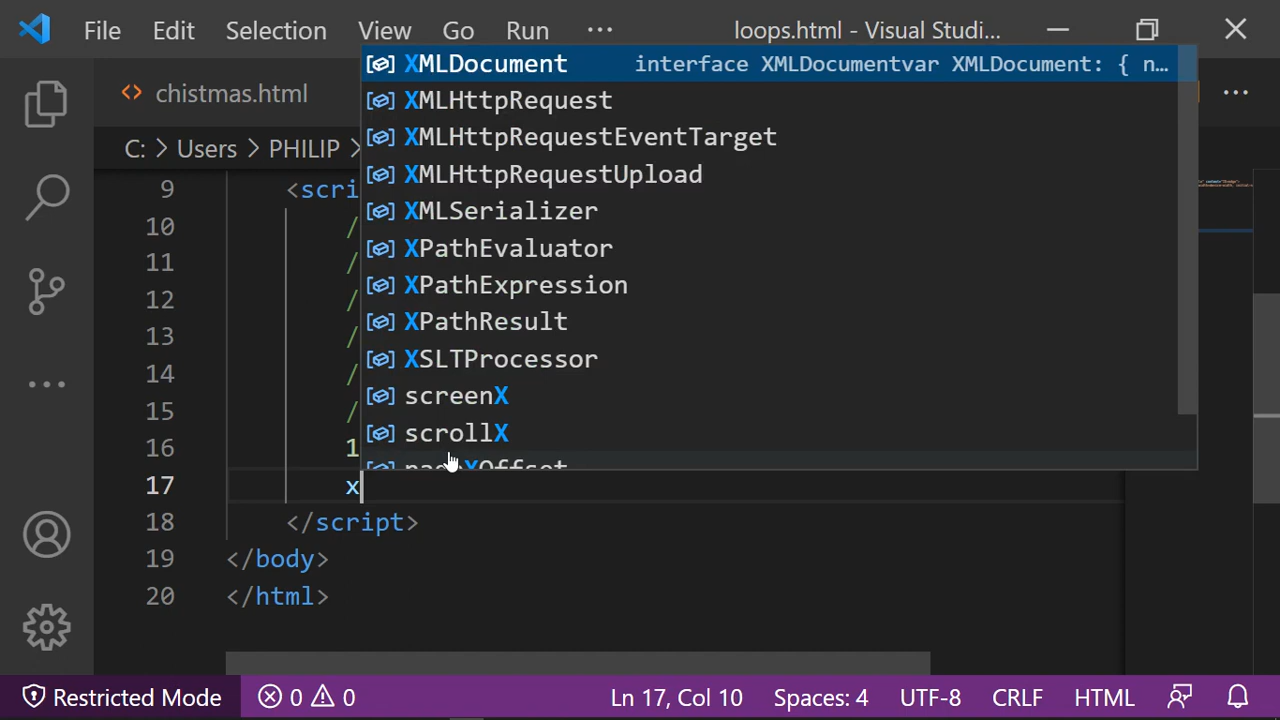 File Edit Selection View Go Run ··· loops.html - Visual Studi...
<> chistmas.html ···
C: > Users > PHILIP >
XMLDocument interface XMLDocumentvar XMLDocument: { n…
XMLHttpRequest
XMLHttpRequestEventTarget
XMLHttpRequestUpload
XMLSerializer
XPathEvaluator
XPathExpression
XPathResult
XSLTProcessor
screenX
scrollX
9 <scri
10 /
11 /
12 /
13 /
14 /
15 /
16 1
17 x
18 </script>
19 </body>
20 </html>
Restricted Mode 0 0 Ln 17, Col 10 Spaces: 4 UTF-8 CRLF HTML